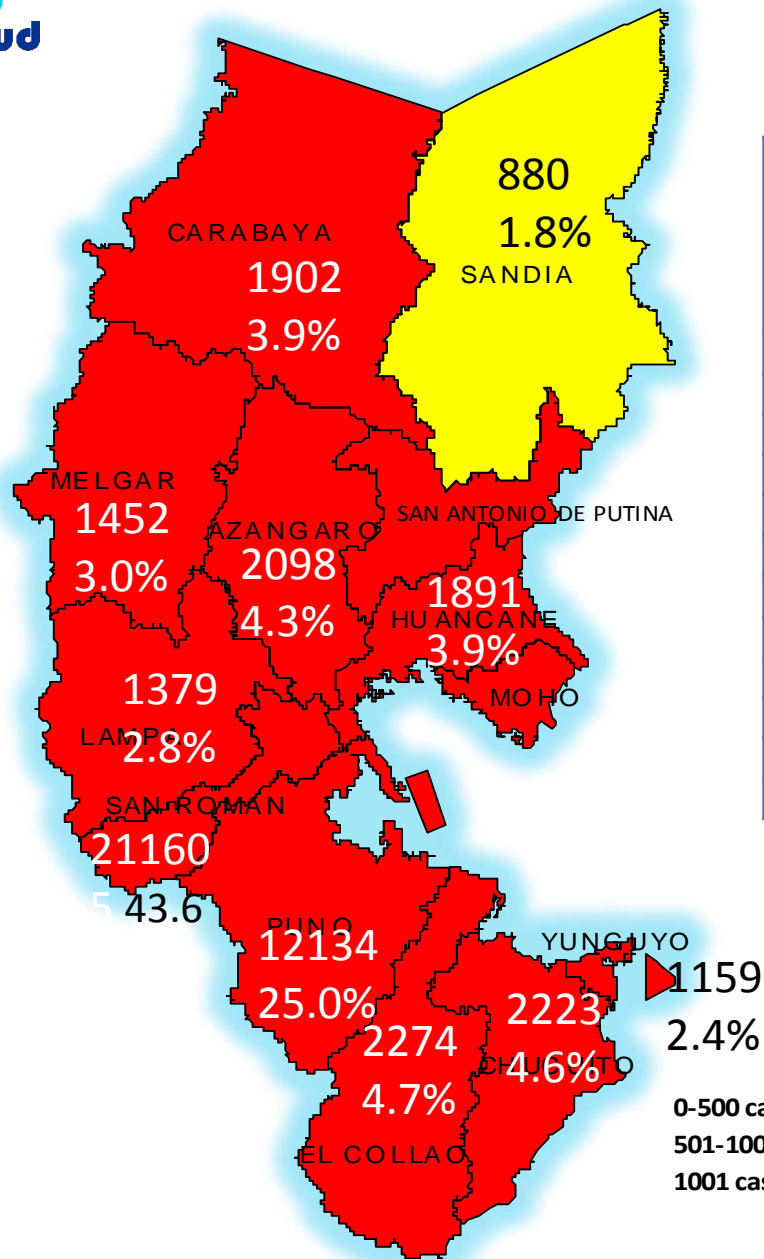 ud
880
1.8%
SANDIA
CARABAYA
1902
3.9%
MELGAR
1452
3.0%
AZANGARO
2098
4.3%
SAN ANTONIO DE PUTINA
1891
HUANCANE
3.9%
MOHO
1379
LAMPA
2.8%
SAN ROMAN
21160
5 43.6
PUNO
12134
25.0%
YUNGUYO
1159
2.4%
2223
CHUCUITO
4.6%
2274
4.7%
EL COLLAO
0-500 ca
501-100
1001 cas